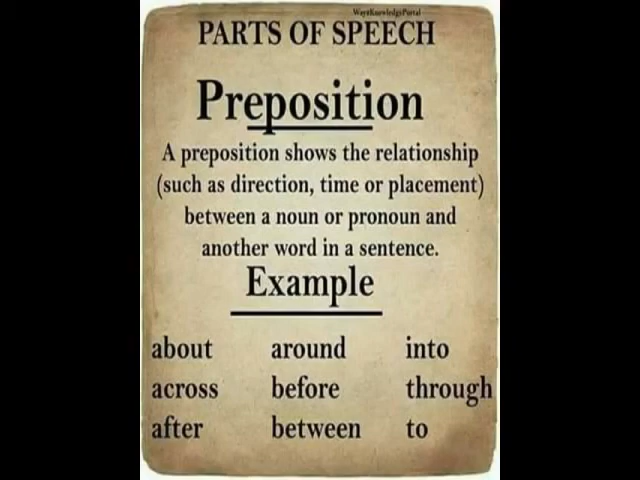 WaysKnowledgePortal
PARTS OF SPEECH
Preposition
A preposition shows the relationship
(such as direction, time or placement)
between a noun or pronoun and
another word in a sentence.
Example
about around into
across before through
after between to